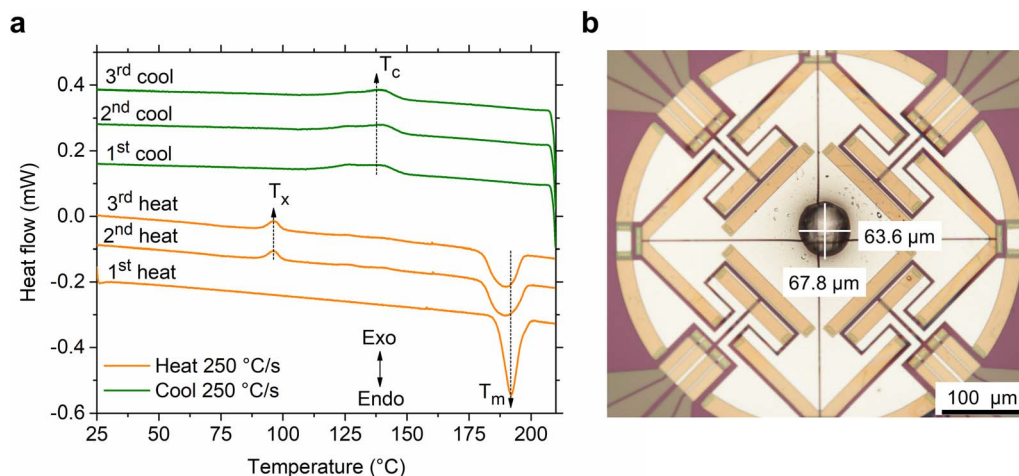 a
b
Heat flow (mW)
0.4
0.2
0.0
-0.2
-0.4
-0.6
3rd cool
2nd cool
1st cool
3rd heat
2nd heat
1st heat
Tc
Tx
Tm
Exo
Endo
Heat 250 °C/s
Cool 250 °C/s
25 50 75 100 125 150 175 200
Temperature (°C)
63.6 μm
67.8 μm
100 μm